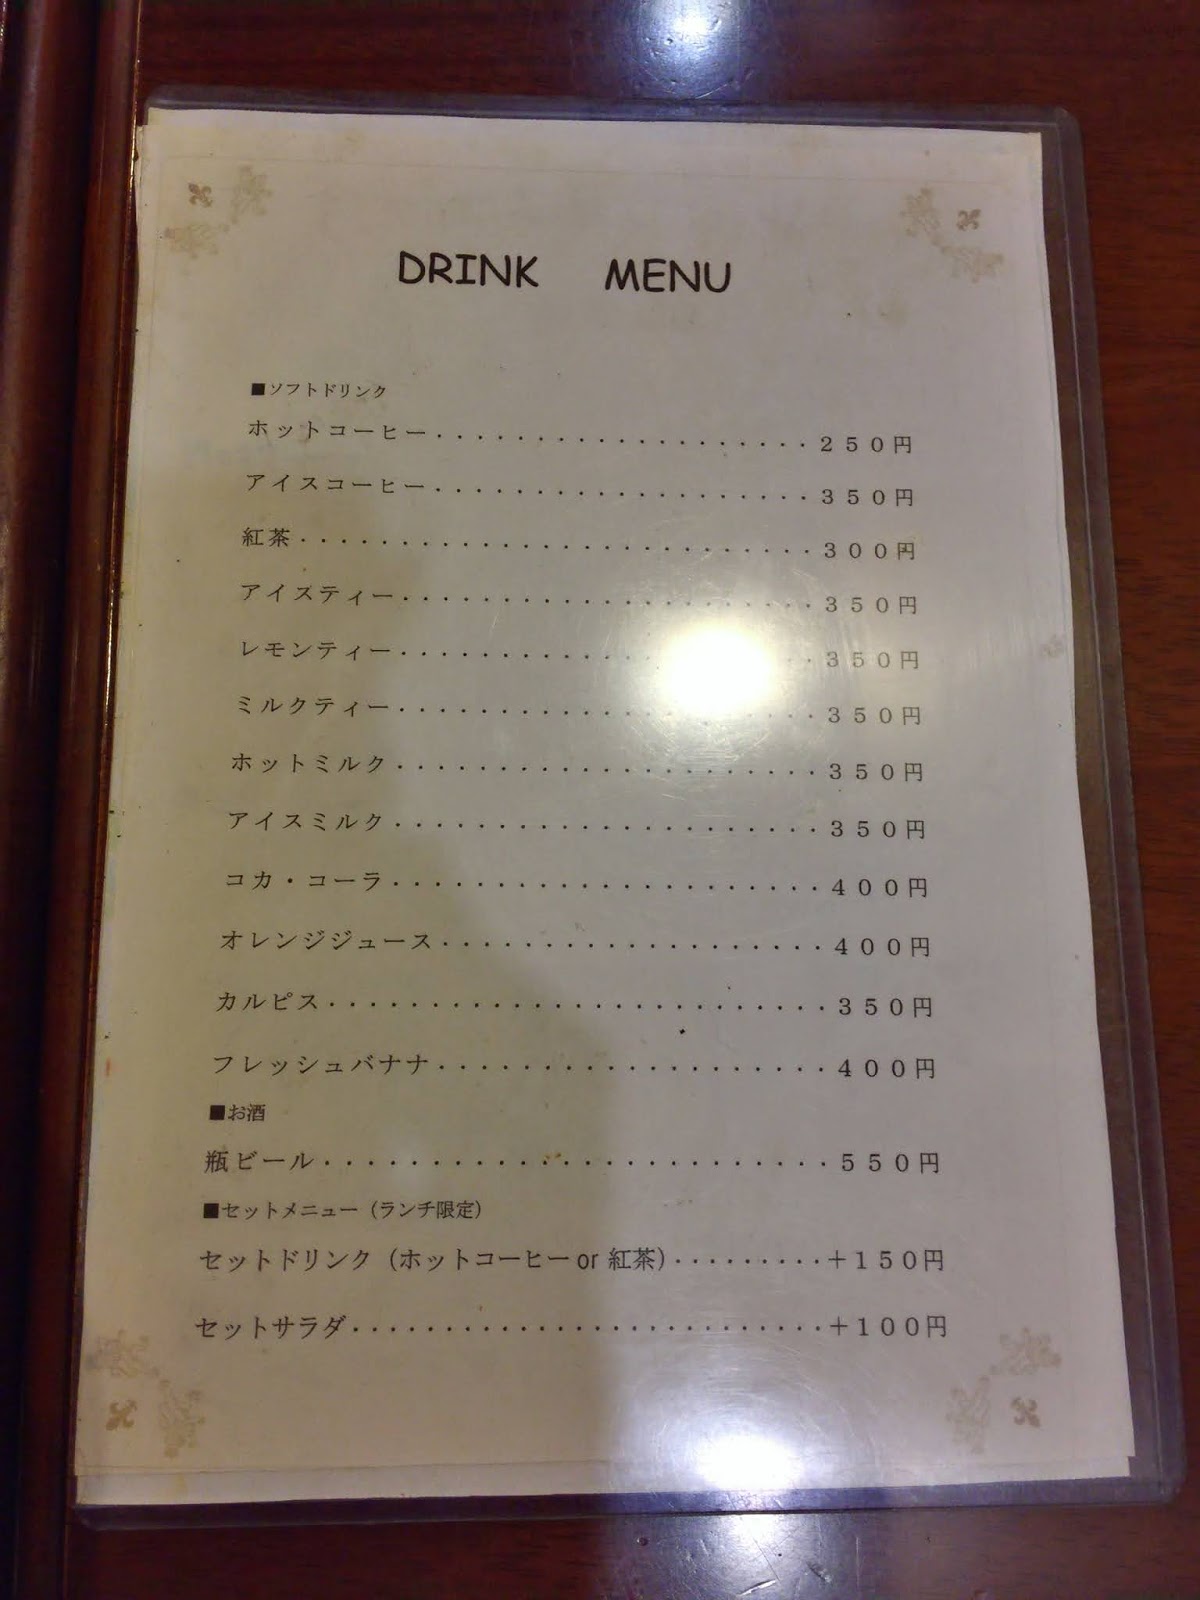 DRINK MENU
■ソフトドリンク
ホットコーヒー・・・・・・・・・・・・・・・・・・・250円
アイスコーヒー・・・・・・・・・・・・・・・・・・・350円
紅茶・・・・・・・・・・・・・・・・・・・・・・・・・・300円
アイスティー・・・・・・・・・・・・・・・・・・・・・350円
レモンティー・・・・・・・・・・・・・・・・・・・・・350円
ミルクティー・・・・・・・・・・・・・・・・・・・・・350円
ホットミルク・・・・・・・・・・・・・・・・・・・・・350円
アイスミルク・・・・・・・・・・・・・・・・・・・・・350円
コカ・コーラ・・・・・・・・・・・・・・・・・・・・・400円
オレンジジュース・・・・・・・・・・・・・・・・・・・400円
カルピス・・・・・・・・・・・・・・・・・・・・・・・・350円
フレッシュバナナ・・・・・・・・・・・・・・・・・・・400円
■お酒
瓶ビール・・・・・・・・・・・・・・・・・・・・・・・・550円
■セットメニュー（ランチ限定）
セットドリンク（ホットコーヒー or 紅茶）・・・・・・・・・+150円
セットサラダ・・・・・・・・・・・・・・・・・・・・・・・・・+100円